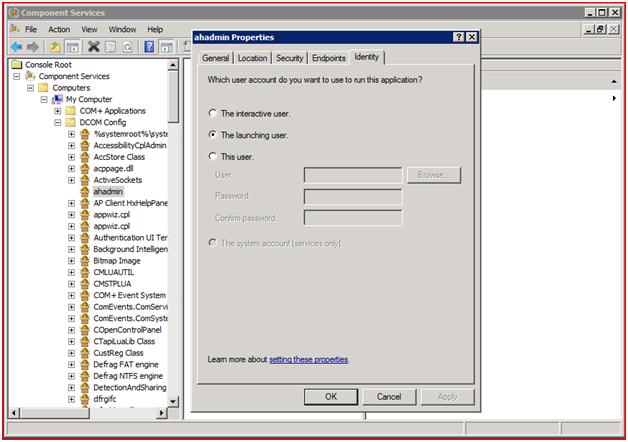 Component Services
File Action View Window Help
Console Root
Component Services
Computers
My Computer
COM+ Applications
DCOM Config
%systemroot%\syste
AccessibilityCplAdmin
AccStore Class
acppage.dll
ActiveSockets
ahadmin
AP Client HxHelpPane
appwiz.cpl
appwiz.cpl
Authentication UI Ter
Background Intelligen
Bitmap Image
CMLUAUTIL
CMSTPLUA
COM+ Event System
ComEvents.ComServi
ComEvents.ComSyste
COpenControlPanel
CTapiLuaLib Class
CustReg Class
Defrag FAT engine
Defrag NTFS engine
DetectionAndSharing
dfrgifc
ahadmin Properties
General Location Security Endpoints Identity
Which user account do you want to use to run this application?
The interactive user.
The launching user.
This user.
User:
Browse...
Password:
Confirm password:
The system account (services only).
Learn more about setting these properties.
OK Cancel Apply